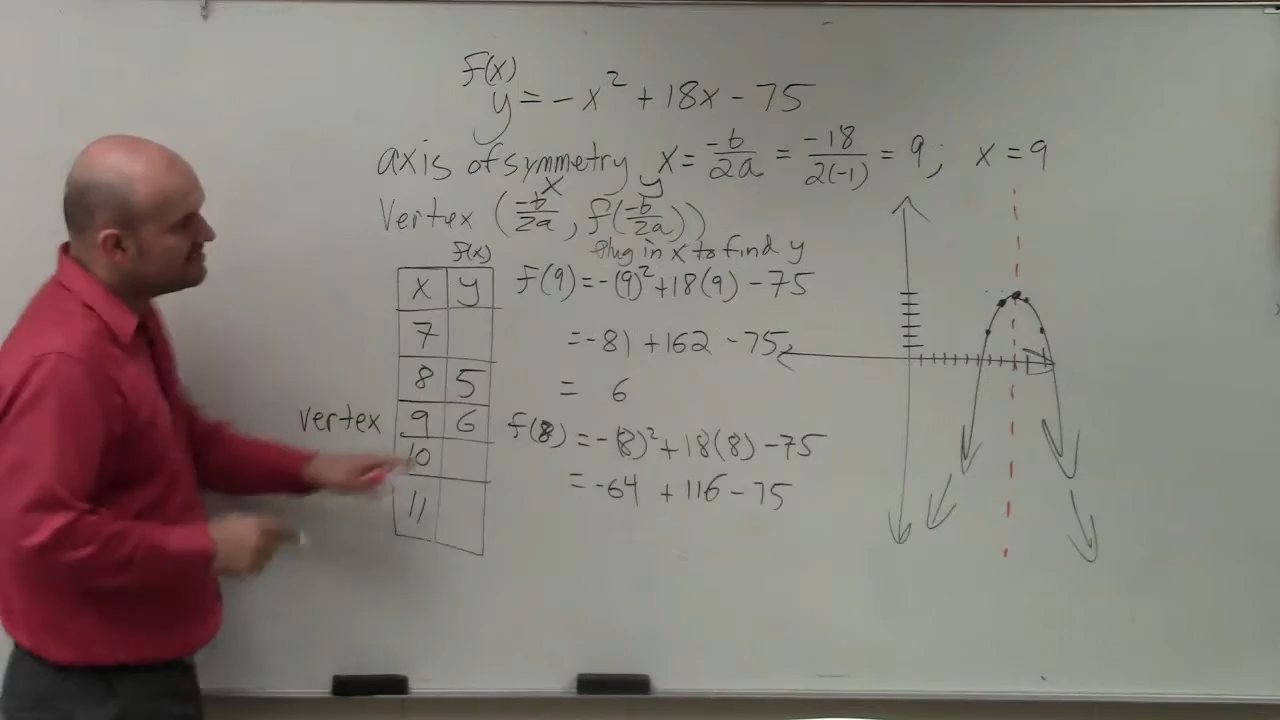 f(x)
y = -x² + 18x - 75
axis of symmetry x = -b/2a = -18/2(-1) = 9; x = 9
x y
Vertex (-b/2a, f(-b/2a))
plug in x to find y
f(x)
x y
7
8 5
vertex 9 6
10
11
f(9) = -(9)² + 18(9) - 75
= -81 + 162 - 75
= 6
f(8) = -(8)² + 18(8) - 75
= -64 + 116 - 75